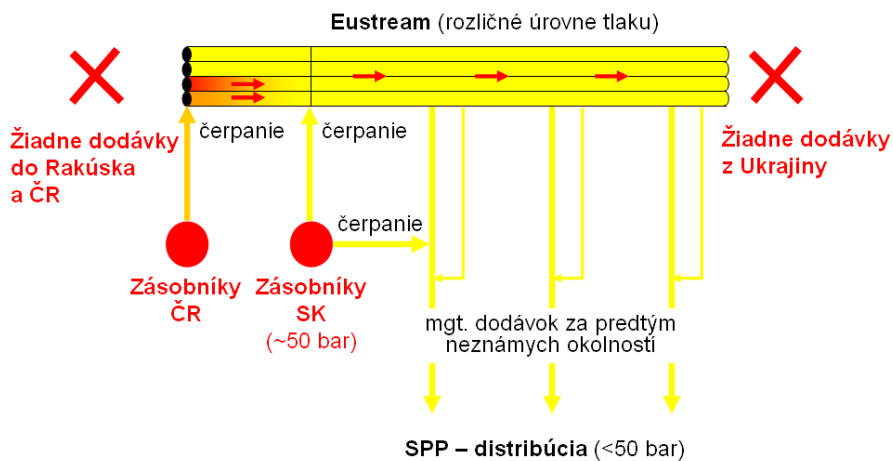 Eustream (rozličné úrovne tlaku)
Žiadne dodávky
do Rakúska
a ČR
čerpanie
čerpanie
Žiadne dodávky
z Ukrajiny
čerpanie
Zásobníky
ČR
Zásobníky
SK
(~50 bar)
mgt. dodávok za predtým
neznámych okolností
SPP – distribúcia (<50 bar)